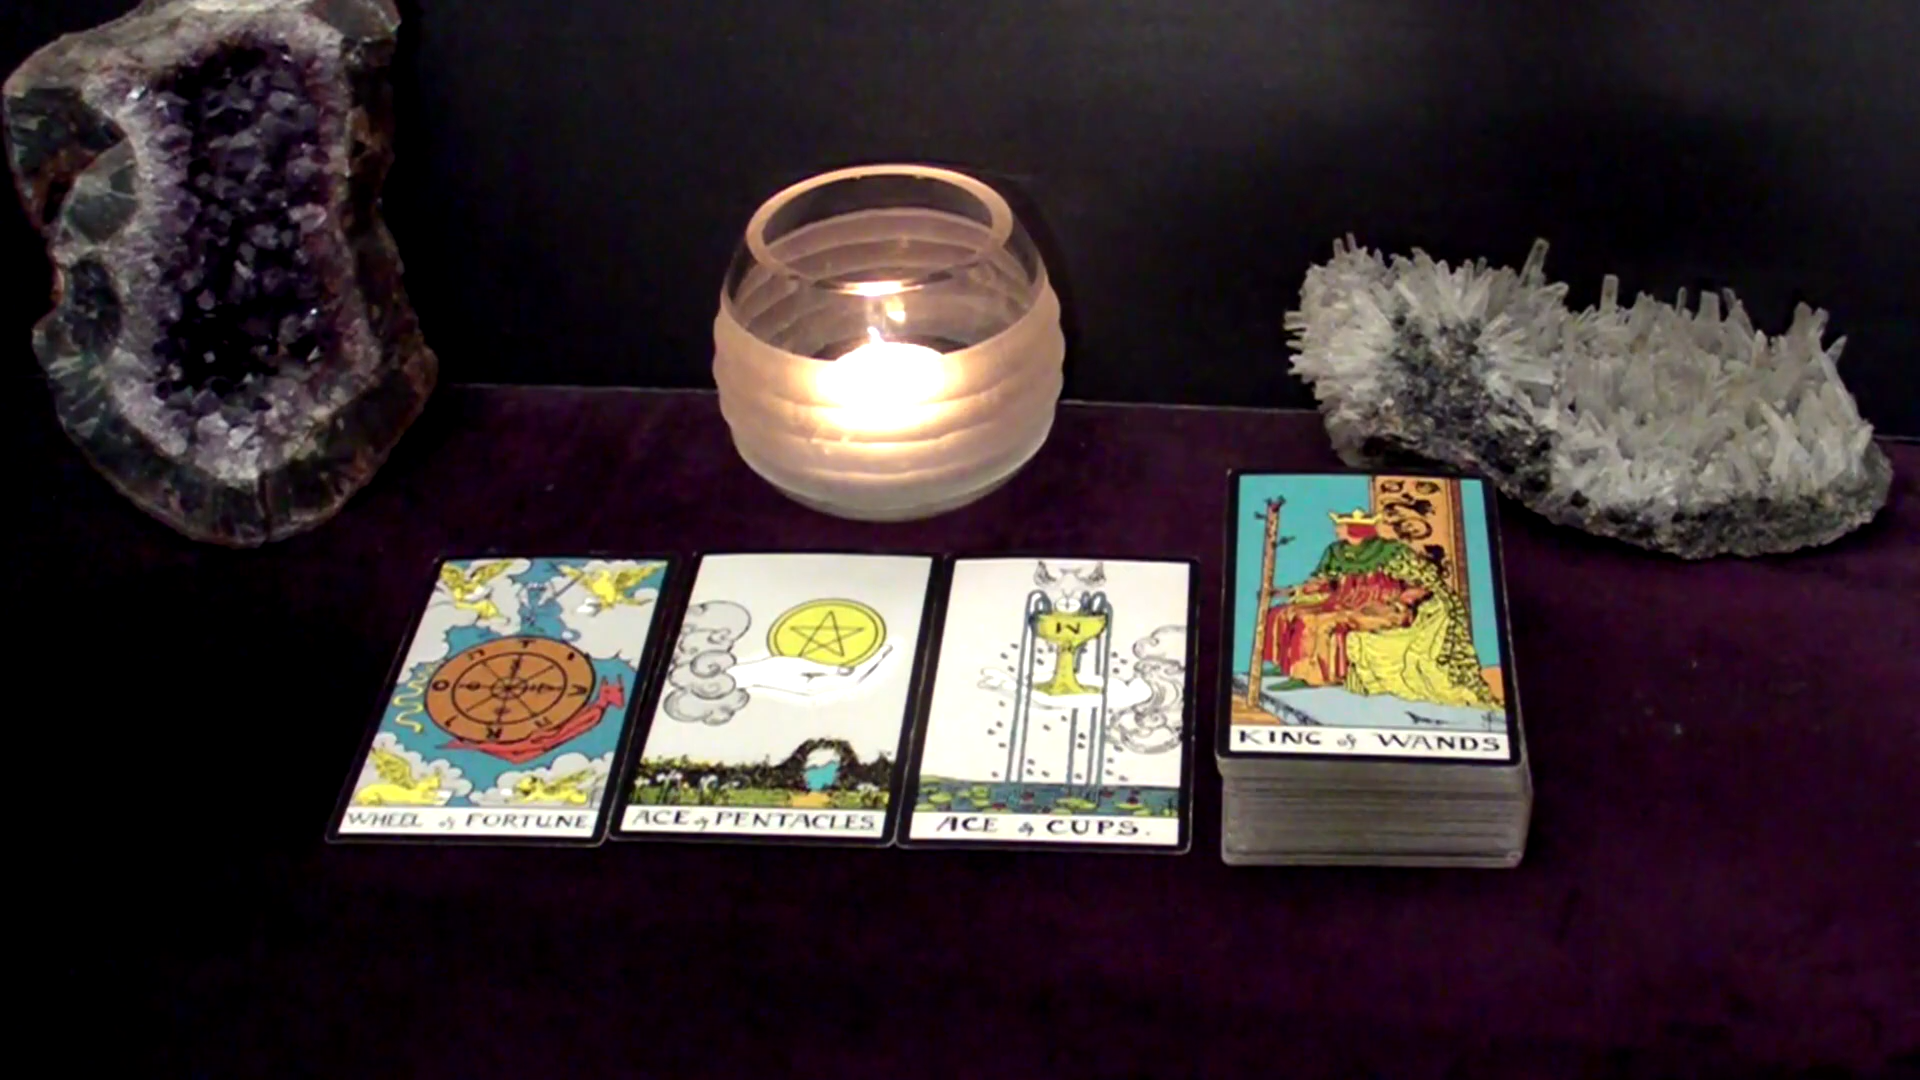 WHEEL of FORTUNE
ACE of PENTACLES
ACE of CUPS.
KING of WANDS